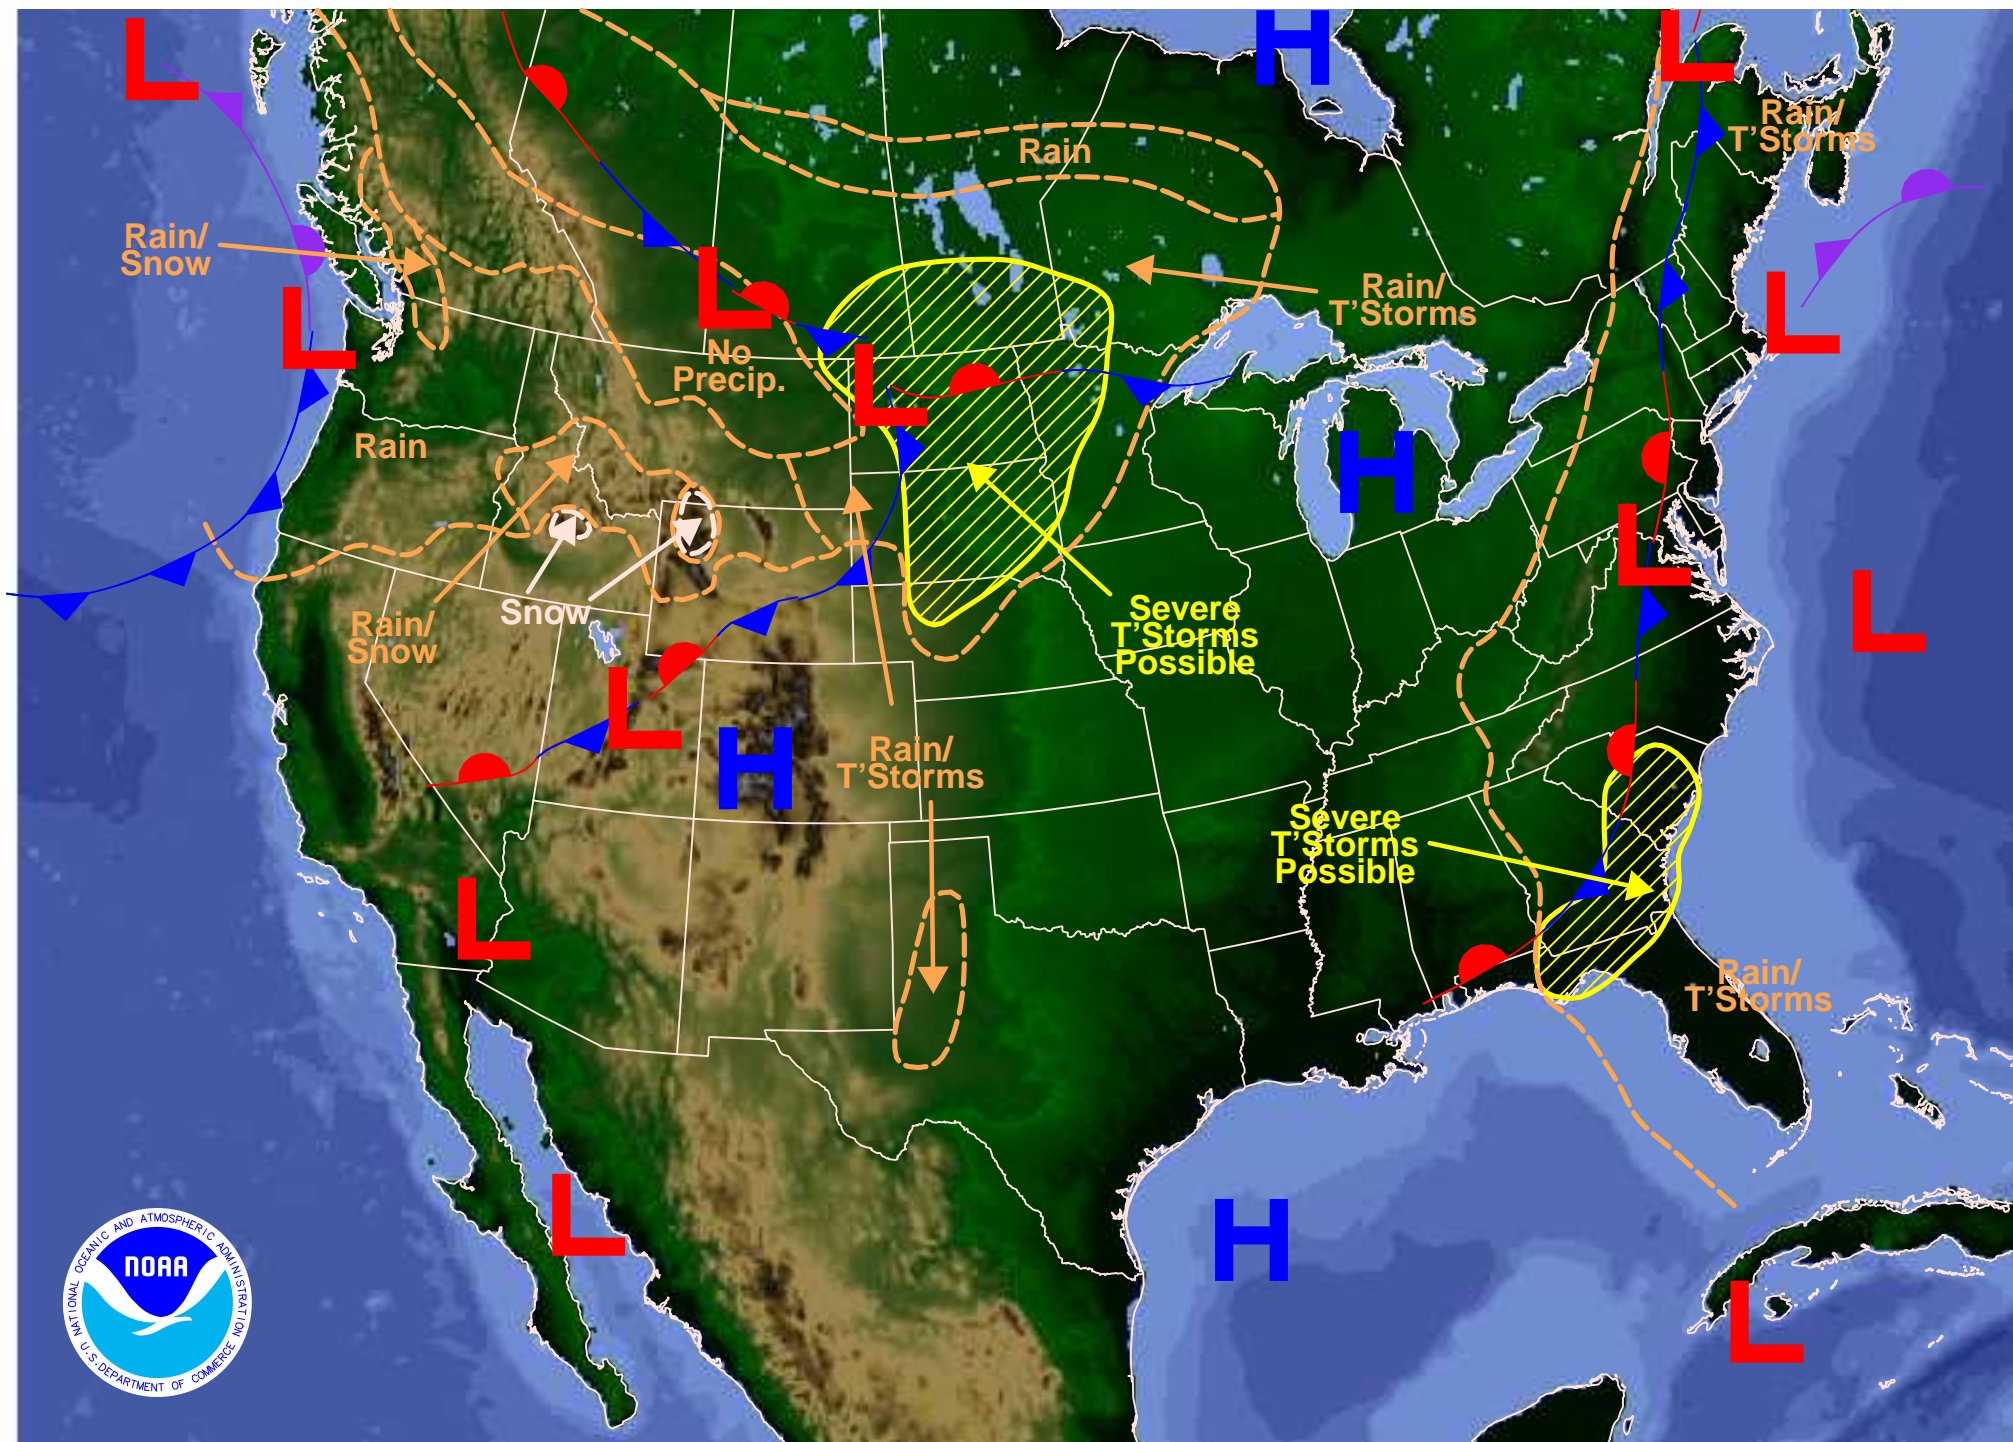 L
H
L
Rain/
T'Storms
Rain
Rain/
Snow
L
Rain/
T'Storms
L
L
No
Precip.
L
L
Rain
H
L
L
Snow
Rain/
Snow
Severe
T'Storms
Possible
L
H
Rain/
T'Storms
Severe
T'Storms
Possible
L
Rain/
T'Storms
L
H
L
NATIONAL OCEANIC AND ATMOSPHERIC ADMINISTRATION
NOAA
U.S. DEPARTMENT OF COMMERCE